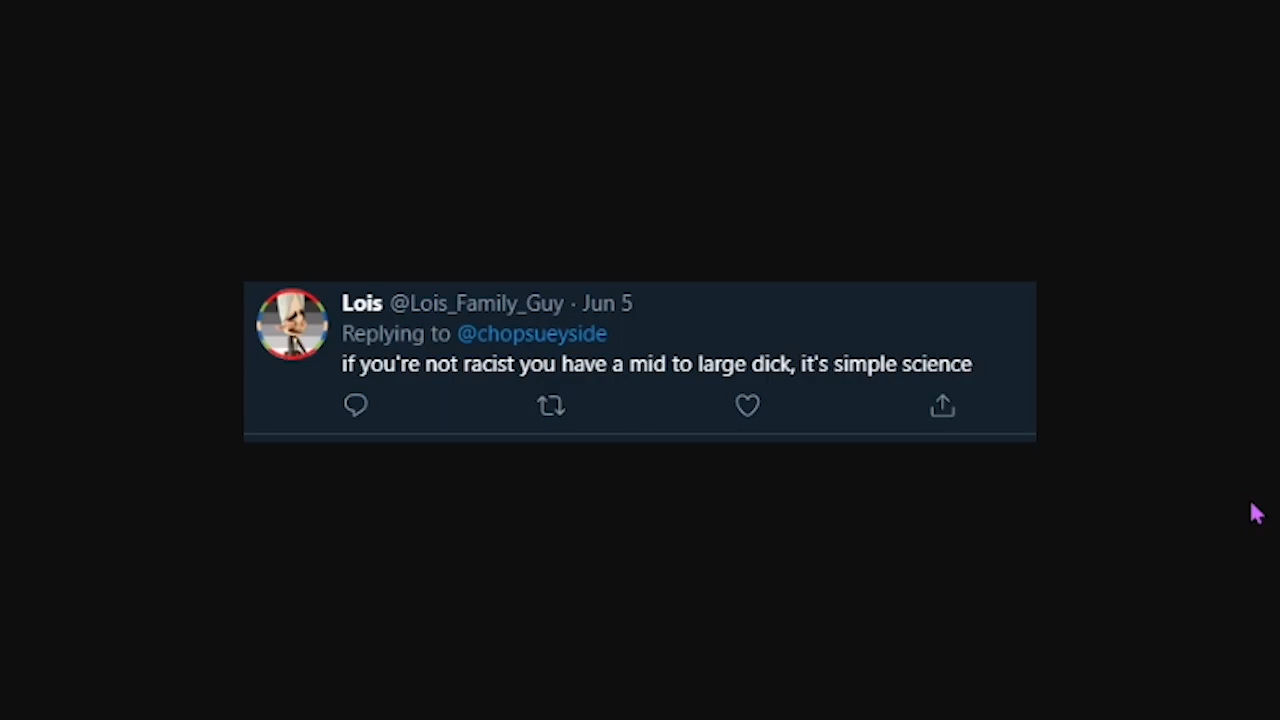 Lois @Lois_Family_Guy · Jun 5
Replying to @chopsueyside
if you're not racist you have a mid to large dick, it's simple science